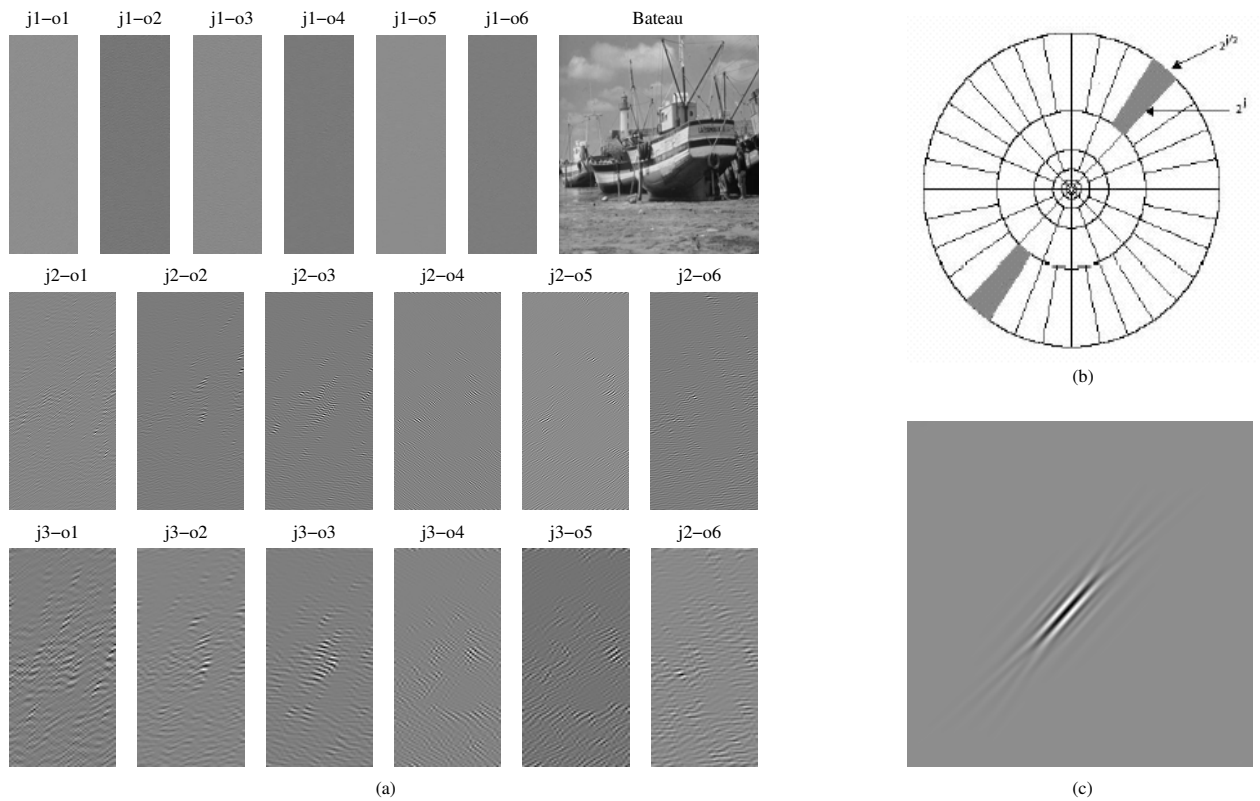 j1−o1 j1−o2 j1−o3 j1−o4 j1−o5 j1−o6 Bateau
j2−o1 j2−o2 j2−o3 j2−o4 j2−o5 j2−o6
j3−o1 j3−o2 j3−o3 j3−o4 j3−o5 j2−o6
(a)
2^{j/2}
2^{j}
(b)
(c)